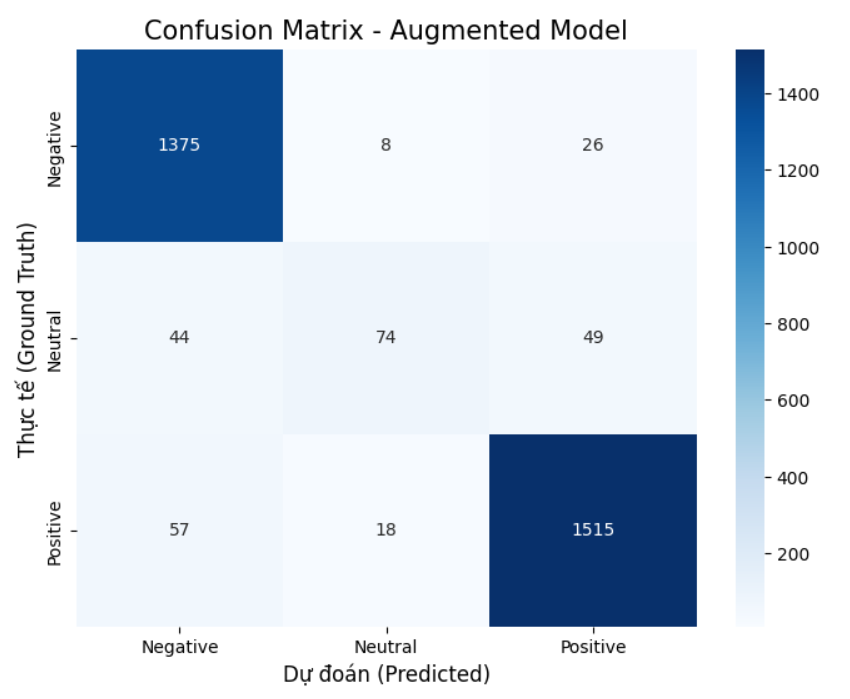 Confusion Matrix - Augmented Model
Thực tế (Ground Truth)
Negative
1375 8 26
Neutral
44 74 49
Positive
57 18 1515
Negative Neutral Positive
Dự đoán (Predicted)
1400
1200
1000
800
600
400
200